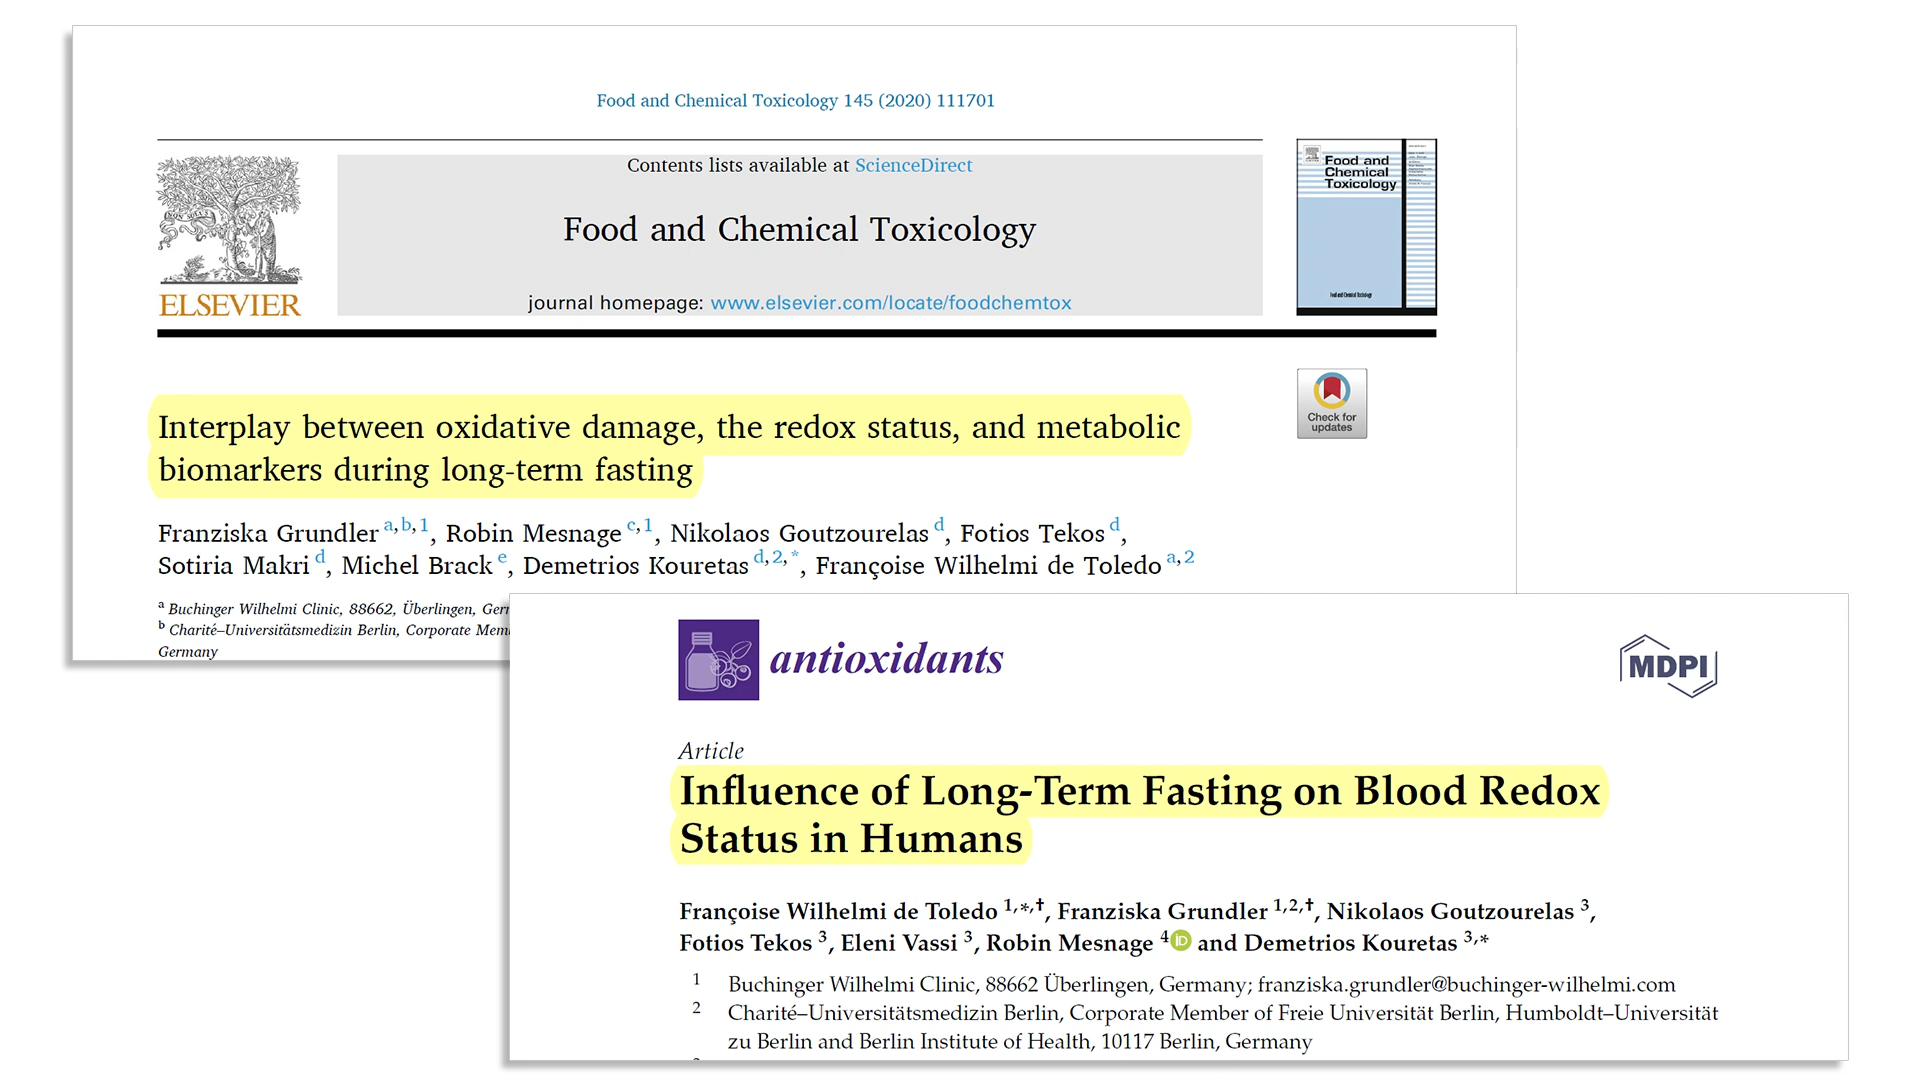 Food and Chemical Toxicology 145 (2020) 111701
Contents lists available at ScienceDirect
Food and Chemical Toxicology
journal homepage: www.elsevier.com/locate/foodchemtox
ELSEVIER
Food and
Chemical
Toxicology
Food and Chemical Toxicology
Check for
updates
Interplay between oxidative damage, the redox status, and metabolic
biomarkers during long-term fasting
Franziska Grundler a,b,1, Robin Mesnage c,1, Nikolaos Goutzourelas d, Fotios Tekos d,
Sotiria Makri d, Michel Brack e, Demetrios Kouretas d,2,*, Françoise Wilhelmi de Toledo a,2
a Buchinger Wilhelmi Clinic, 88662, Überlingen,
b Charité–Universitätsmedizin Berlin, Corporate
Germany
antioxidants
MDPI
Article
Influence of Long-Term Fasting on Blood Redox
Status in Humans
Françoise Wilhelmi de Toledo 1,*,†, Franziska Grundler 1,2,†, Nikolaos Goutzourelas 3,
Fotios Tekos 3, Eleni Vassi 3, Robin Mesnage 4 iD and Demetrios Kouretas 3,*
1 Buchinger Wilhelmi Clinic, 88662 Überlingen, Germany; franziska.grundler@buchinger-wilhelmi.com
2 Charité–Universitätsmedizin Berlin, Corporate Member of Freie Universität Berlin, Humboldt–Universität
zu Berlin and Berlin Institute of Health, 10117 Berlin, Germany